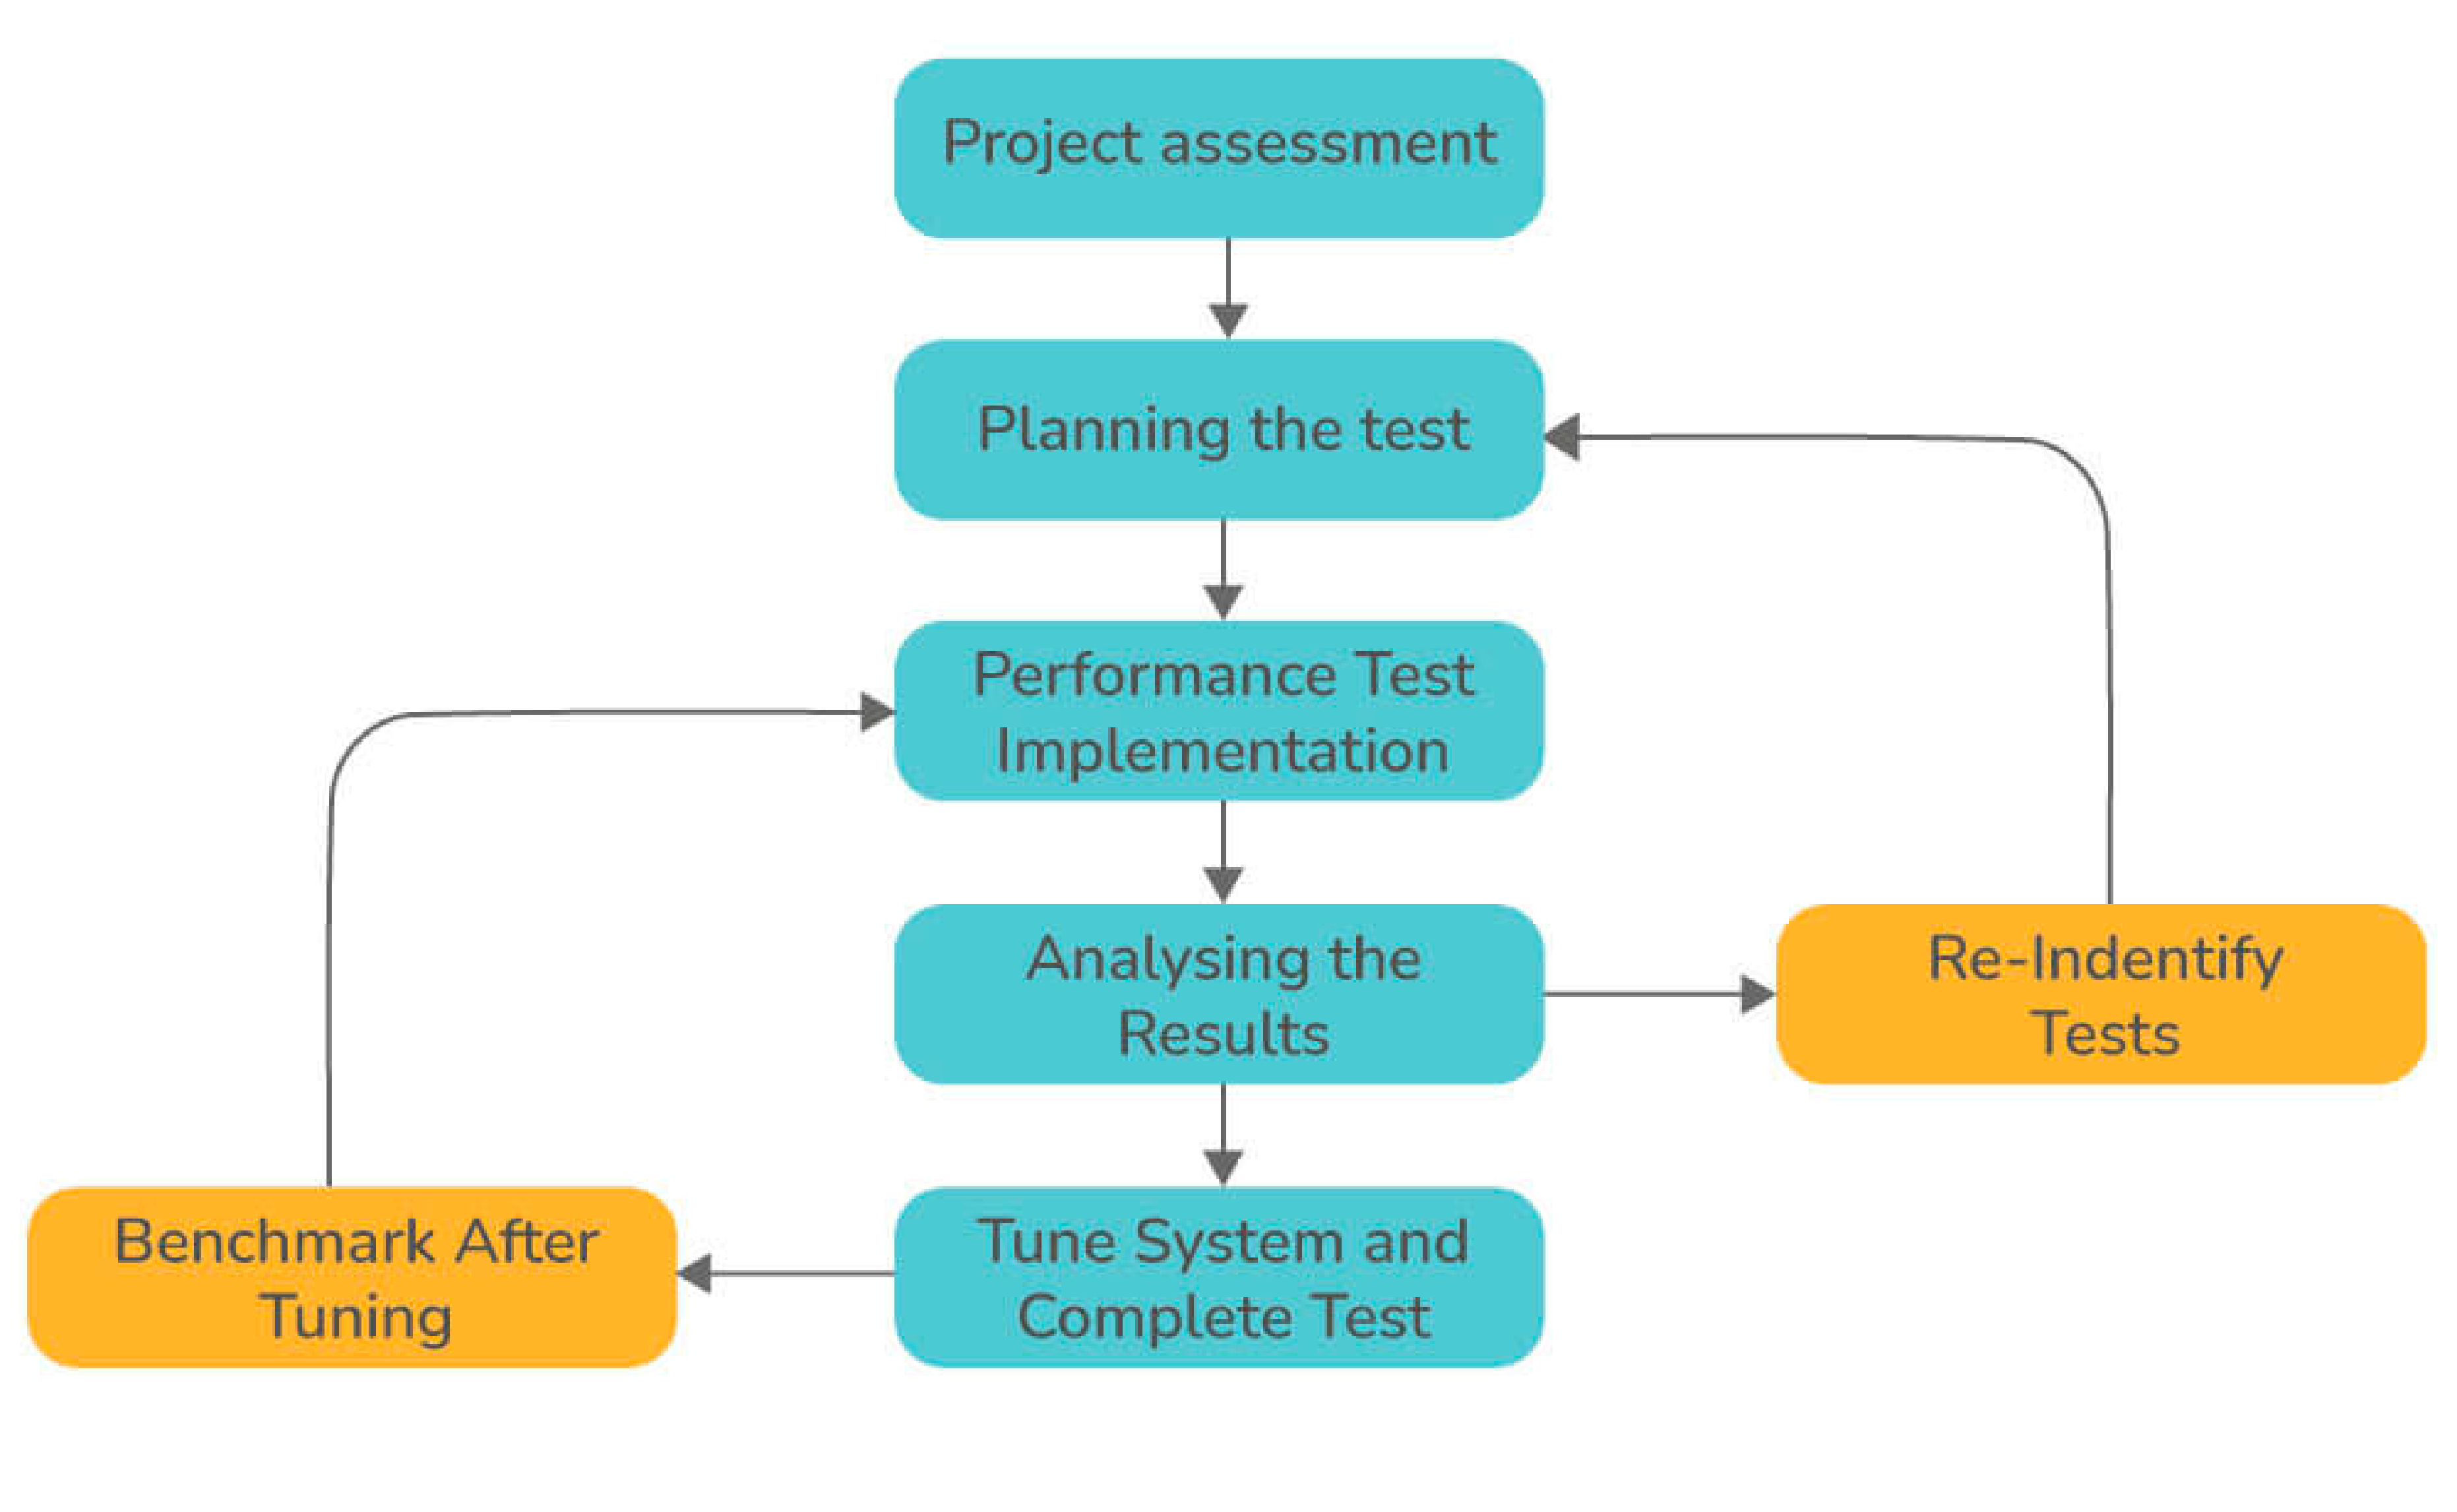 Project assessment
Planning the test
Performance Test
Implementation
Analysing the
Results
Re-Indentify
Tests
Benchmark After
Tuning
Tune System and
Complete Test